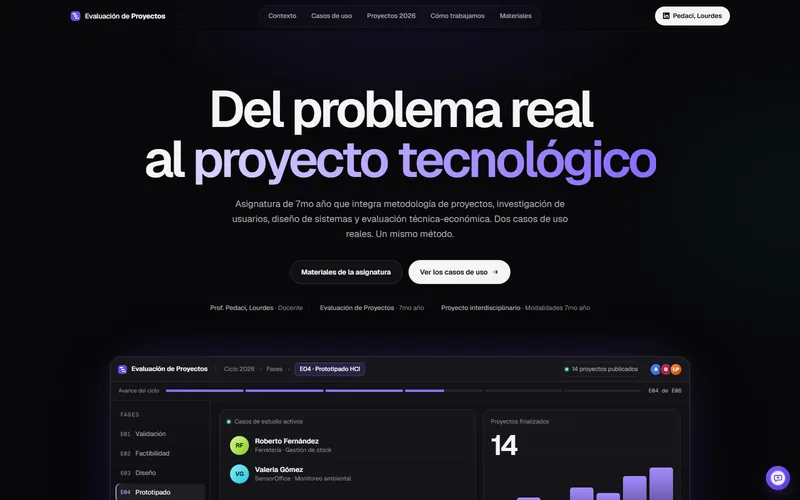 Evaluación de Proyectos
Contexto
Casos de uso
Proyectos 2026
Cómo trabajamos
Materiales
Pedaci, Lourdes
Del problema real
al proyecto tecnológico
Asignatura de 7mo año que integra metodología de proyectos, investigación de
usuarios, diseño de sistemas y evaluación técnica-económica. Dos casos de uso
reales. Un mismo método.
Materiales de la asignatura
Ver los casos de uso →
Prof. Pedaci, Lourdes · Docente
Evaluación de Proyectos · 7mo año
Proyecto interdisciplinario · Modalidades 7mo año
Evaluación de Proyectos
Ciclo 2026 › Fases › E04 · Prototipado HCI
14 proyectos publicados
A
B
LP
Avance del ciclo
E04 de E06
FASES
E01 Validación
E02 Factibilidad
E03 Diseño
E04 Prototipado
Casos de estudio activos
RF
Roberto Fernández
Ferretería · Gestión de stock
VG
Valeria Gómez
SensorOffice · Monitoreo ambiental
Proyectos finalizados
14